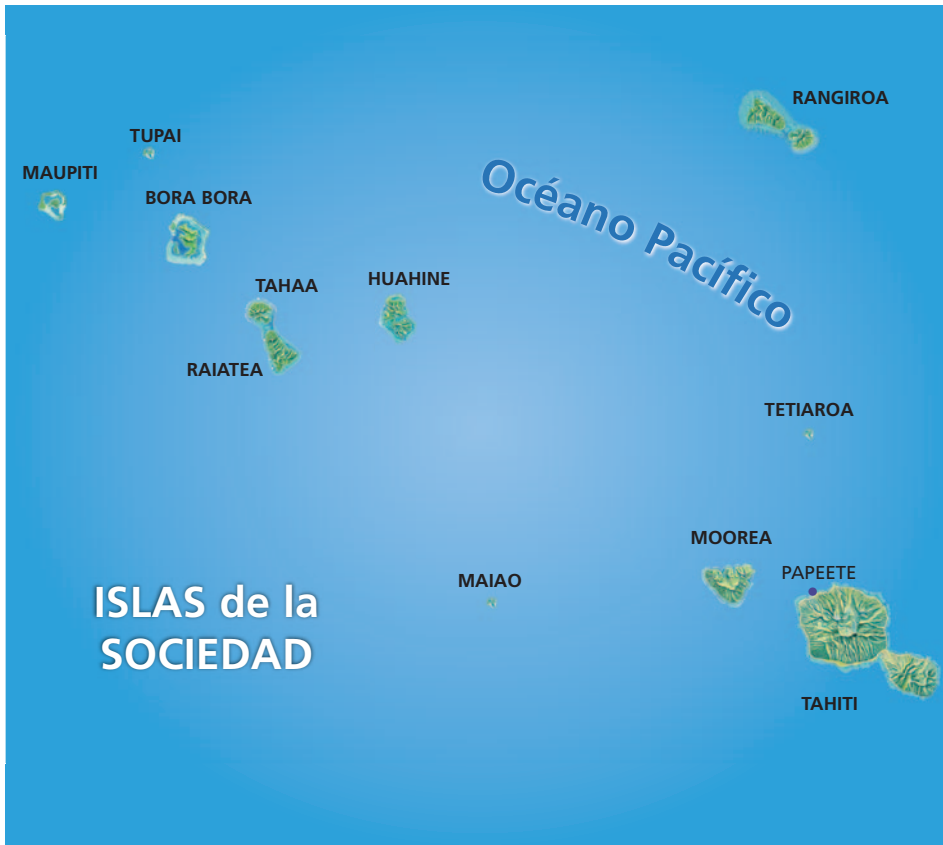 RANGIROA
TUPAI
MAUPITI
BORA BORA
Océano Pacífico
TAHAA
HUAHINE
RAIATEA
TETIAROA
MOOREA
PAPEETE
MAIAO
ISLAS de la
SOCIEDAD
TAHITI